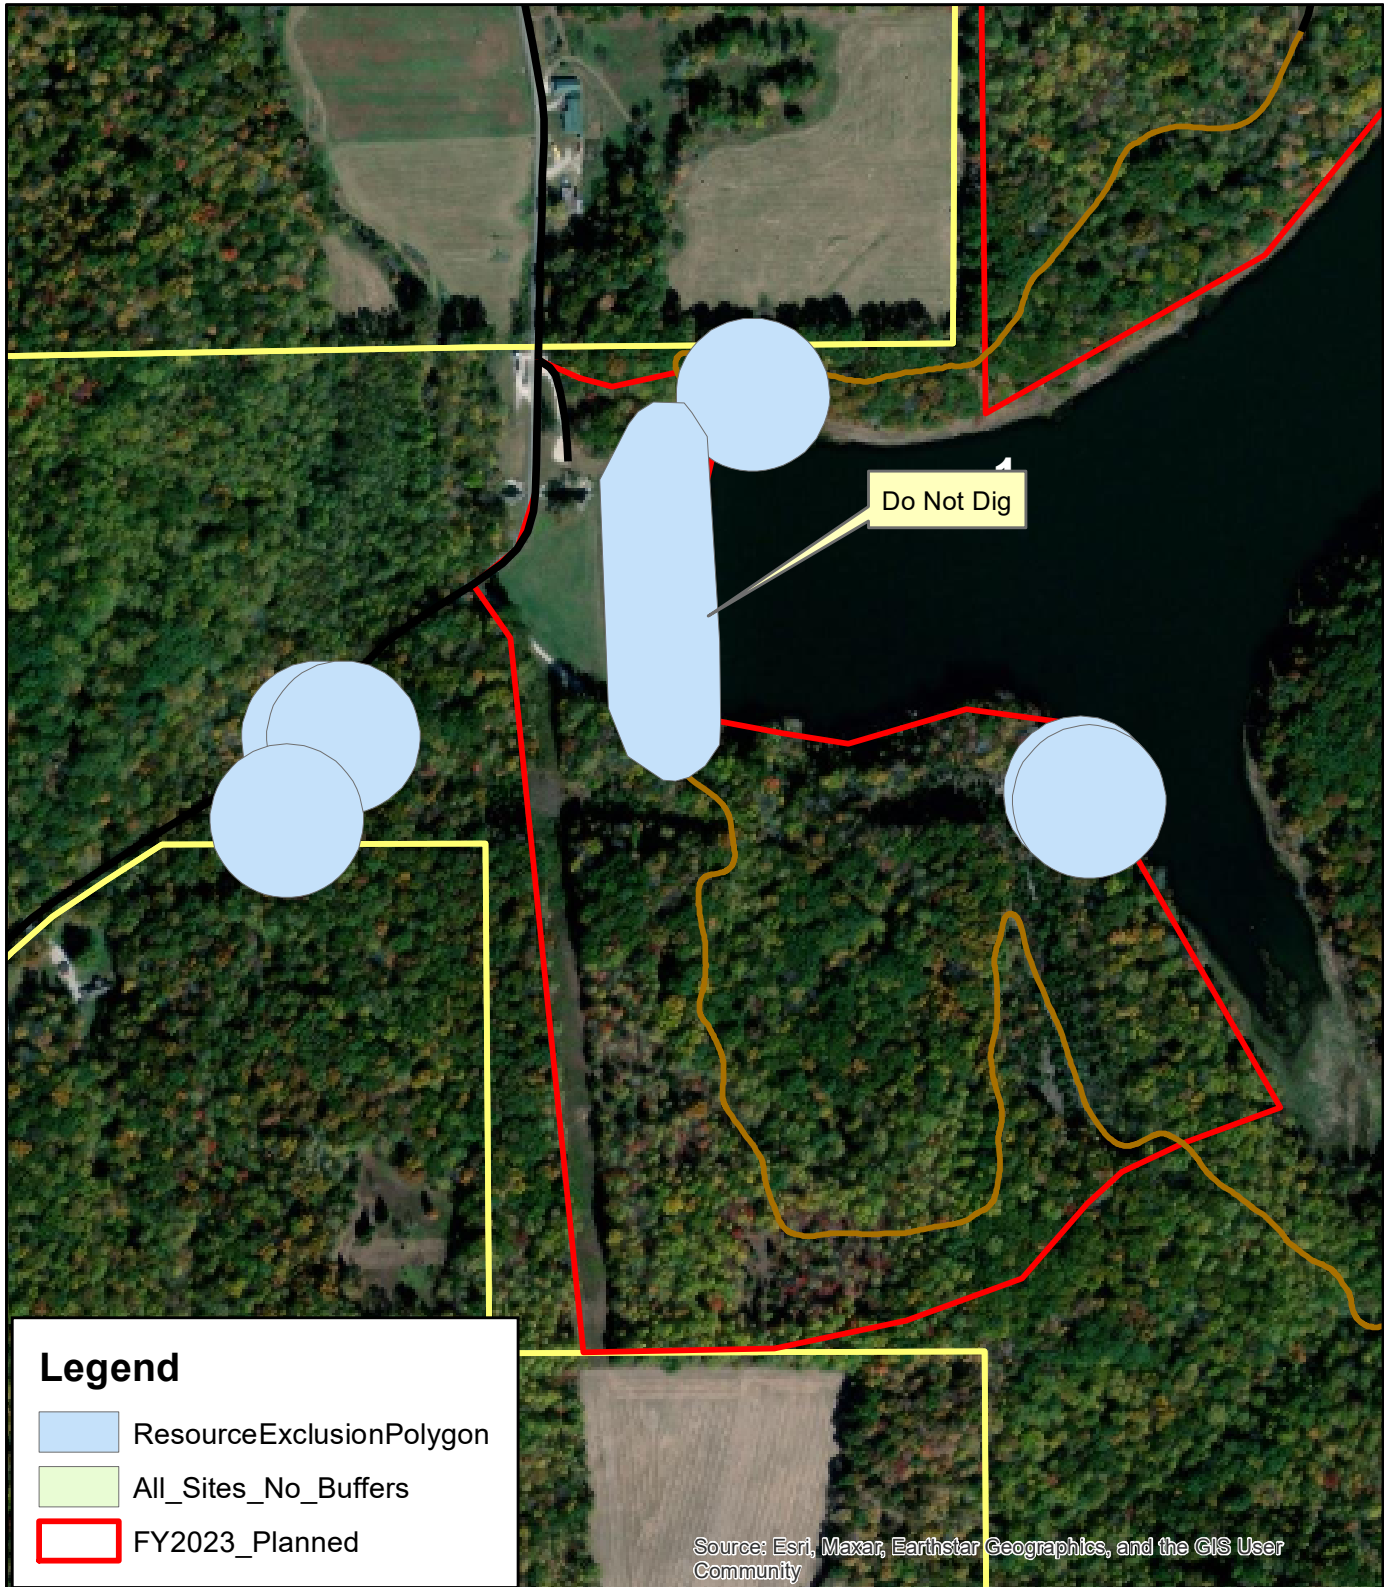 Do Not Dig
Legend
ResourceExclusionPolygon
All_Sites_No_Buffers
FY2023_Planned
Source: Esri, Maxar, Earthstar Geographics, and the GIS User
Community